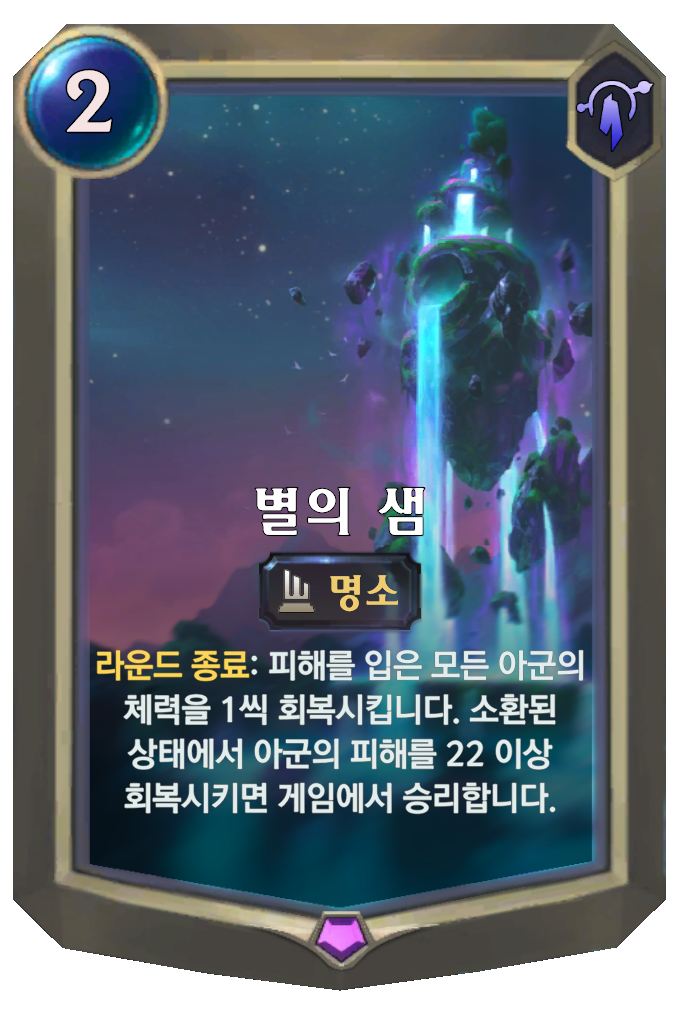 2
별의 샘
명소
라운드 종료: 피해를 입은 모든 아군의
체력을 1씩 회복시킵니다. 소환된
상태에서 아군의 피해를 22 이상
회복시키면 게임에서 승리합니다.